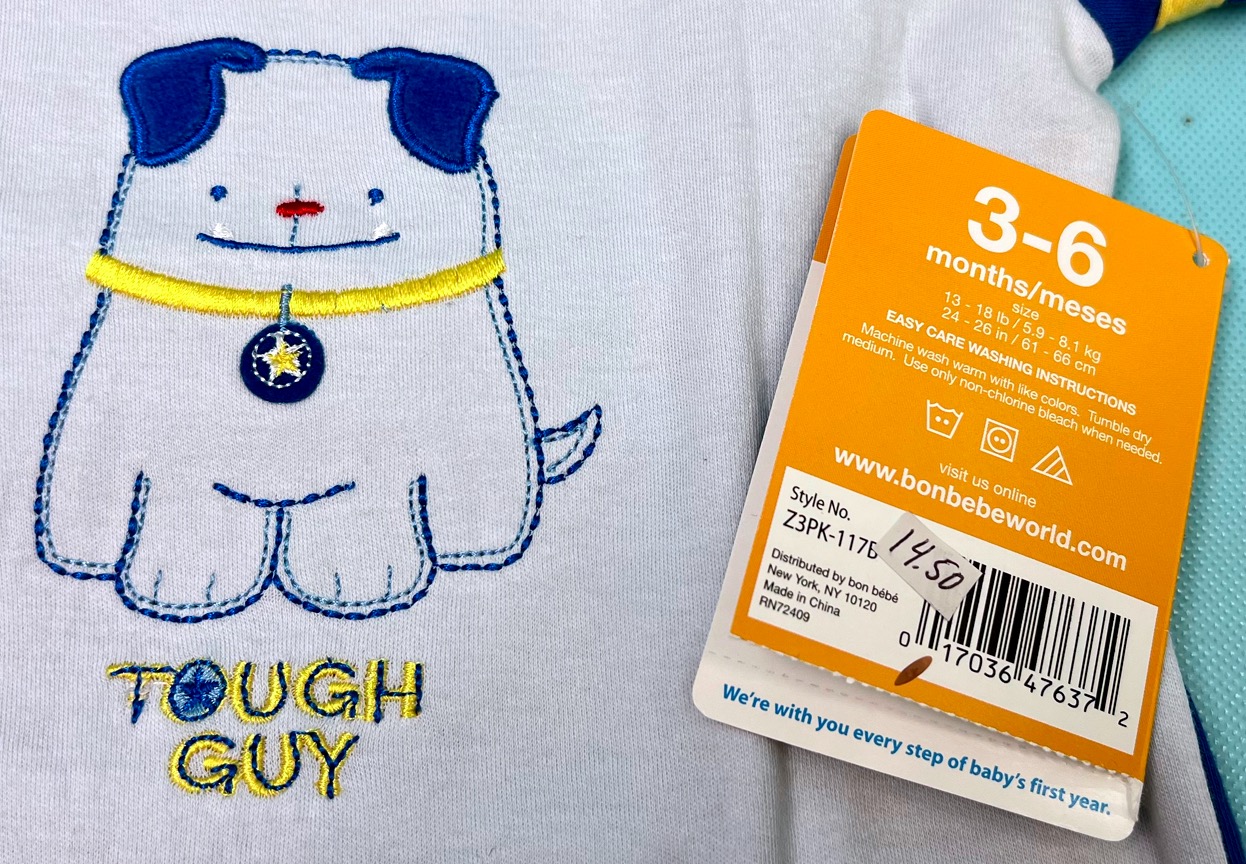 TOUGH
GUY
3-6
months/meses
size
13 - 18 lb / 5.9 - 8.1 kg
24 - 26 in / 61 - 66 cm
EASY CARE WASHING INSTRUCTIONS
Machine wash warm with like colors. Tumble dry
medium. Use only non-chlorine bleach when needed.
visit us online
www.bonbebeworld.com
Style No.
Z3PK-117
14.50
Distributed by bon bébé
New York, NY 10120
Made in China
RN72409
0 17036 47637 2
We're with you every step of baby's first year.